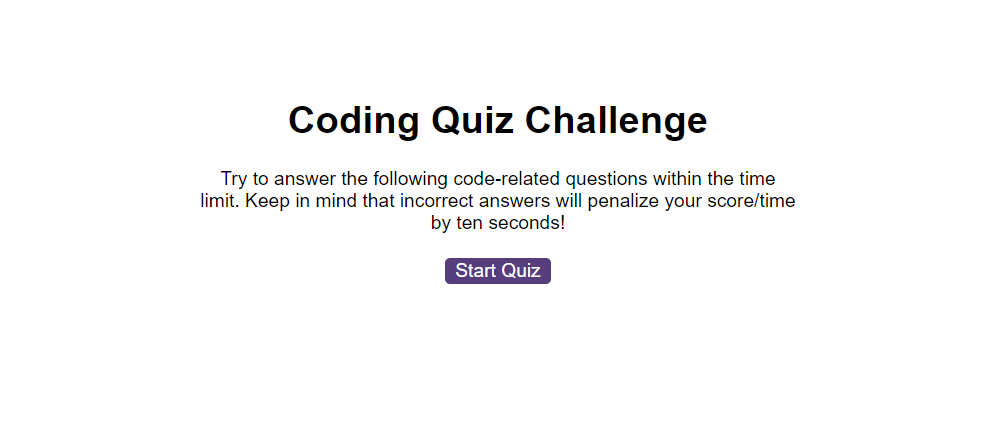 Coding Quiz Challenge
Try to answer the following code-related questions within the time
limit. Keep in mind that incorrect answers will penalize your score/time
by ten seconds!
Start Quiz